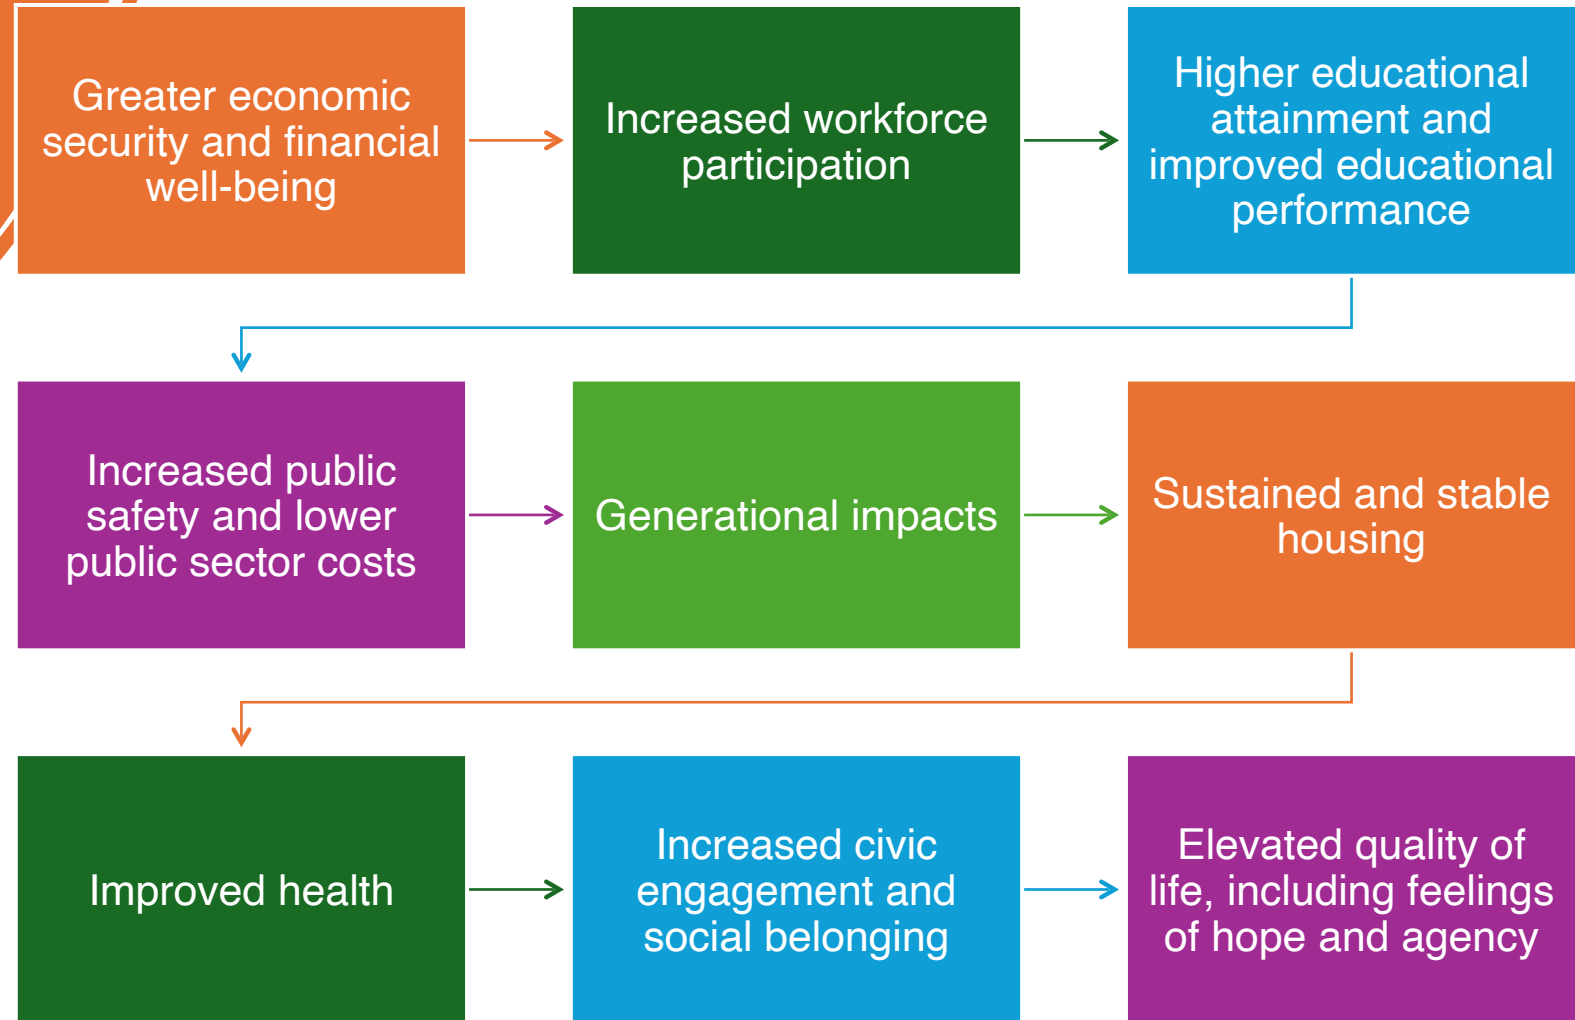 Greater economic
security and financial
well-being
Increased workforce
participation
Higher educational
attainment and
improved educational
performance
Increased public
safety and lower
public sector costs
Generational impacts
Sustained and stable
housing
Improved health
Increased civic
engagement and
social belonging
Elevated quality of
life, including feelings
of hope and agency